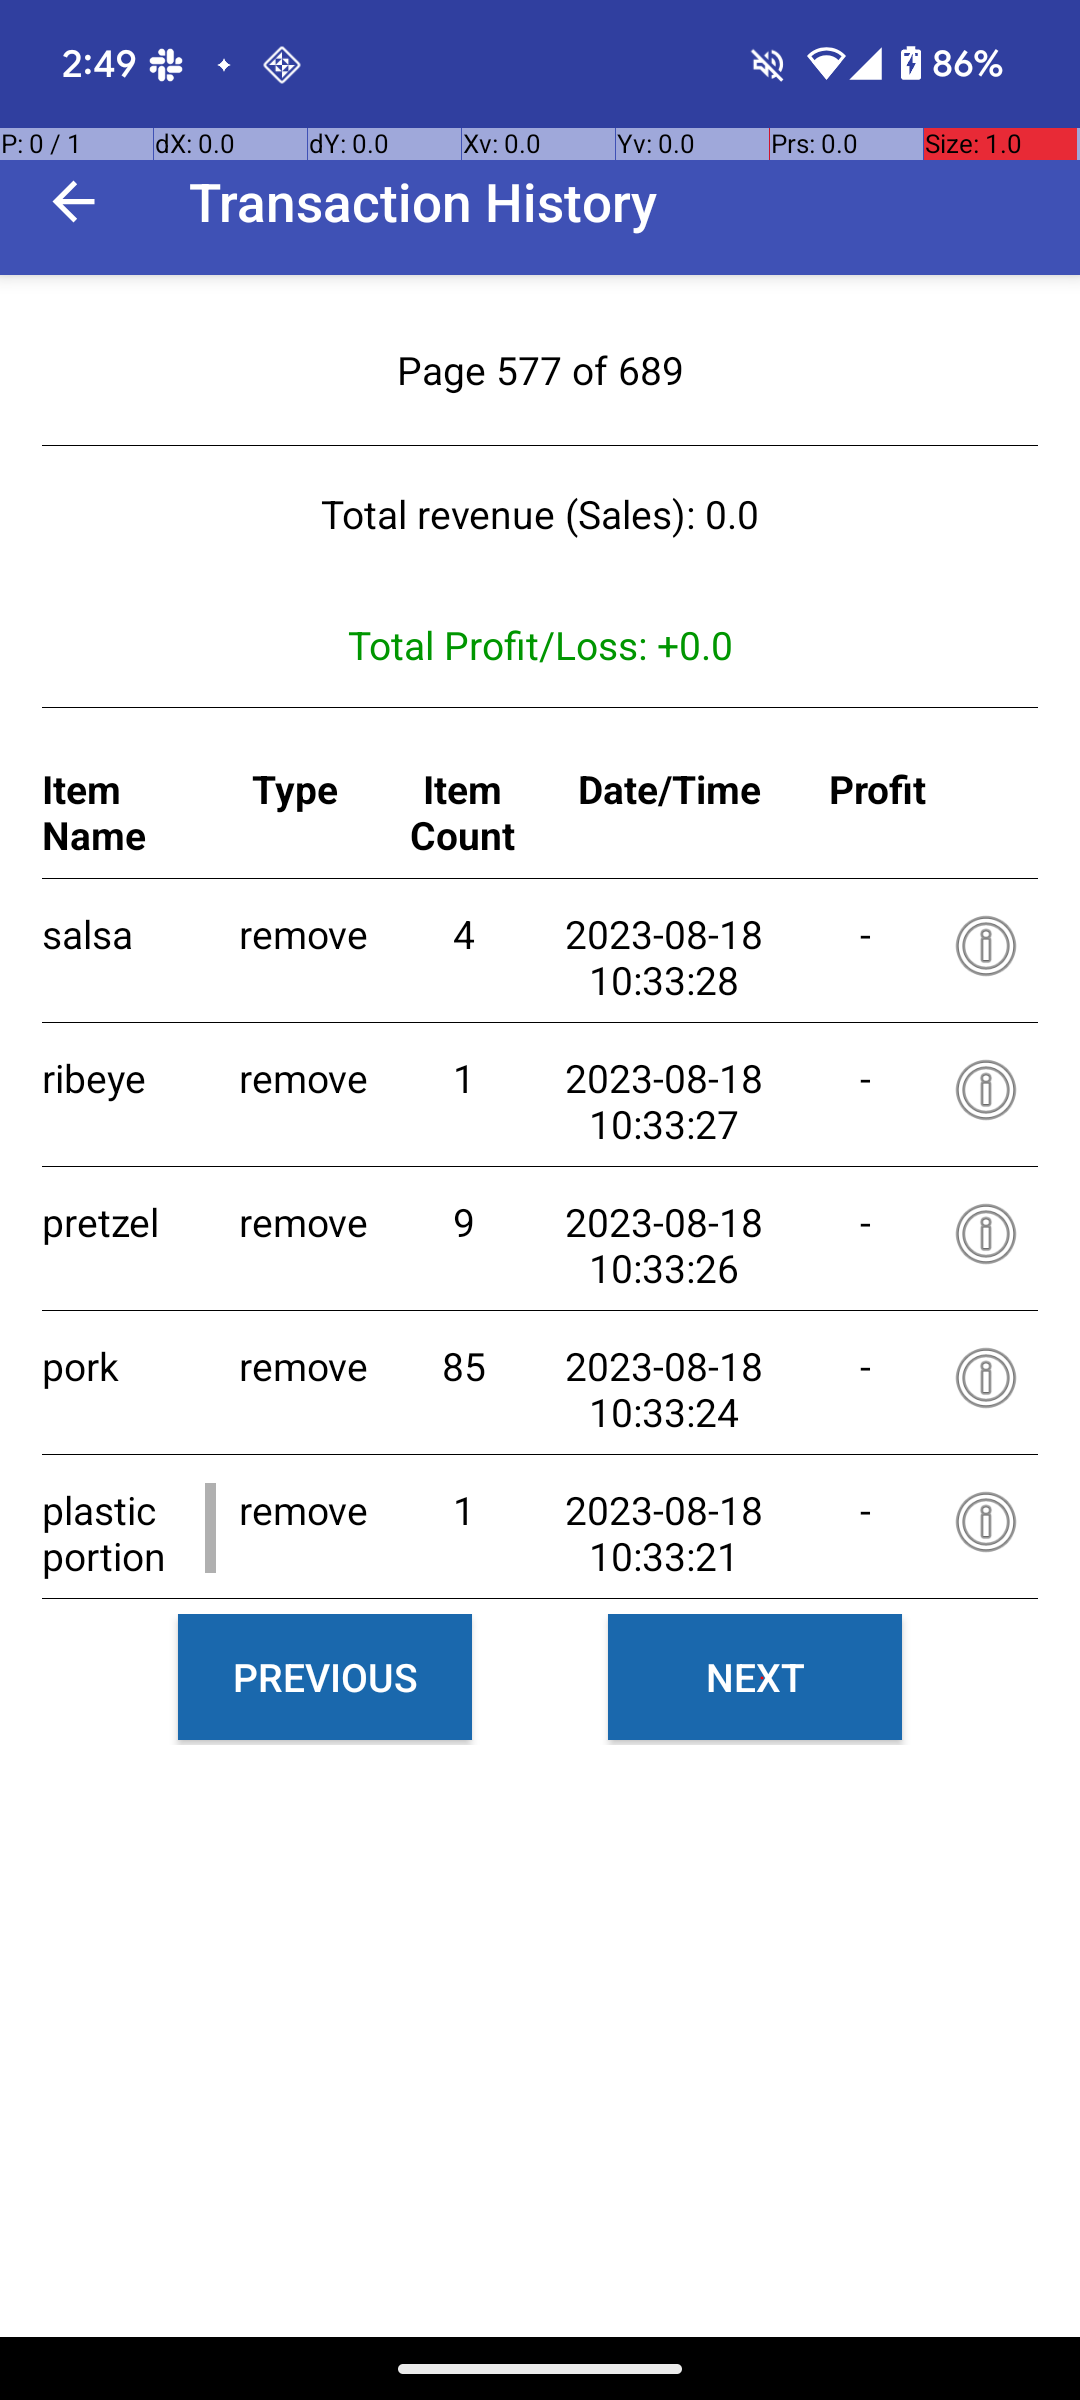 2:49 86%
P: 0 / 1 dX: 0.0 dY: 0.0 Xv: 0.0 Yv: 0.0 Prs: 0.0 Size: 1.0
Transaction History
Page 577 of 689
Total revenue (Sales): 0.0
Total Profit/Loss: +0.0
Item Name Type Item Count Date/Time Profit
salsa remove 4 2023-08-18 10:33:28 -
ribeye remove 1 2023-08-18 10:33:27 -
pretzel remove 9 2023-08-18 10:33:26 -
pork remove 85 2023-08-18 10:33:24 -
plastic portion remove 1 2023-08-18 10:33:21 -
PREVIOUS NEXT